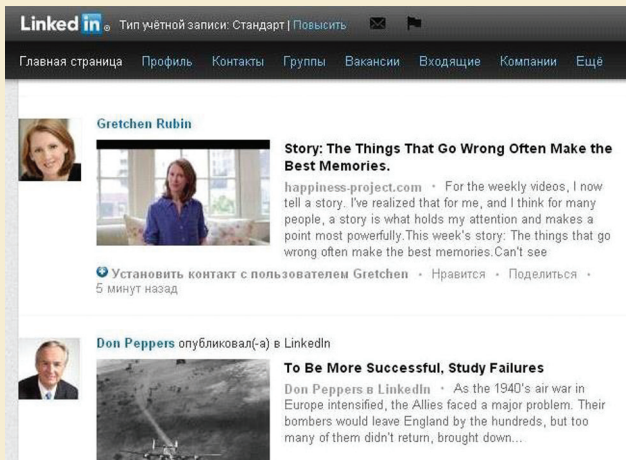 Linked in ® Тип учётной записи: Стандарт | Повысить
Главная страница Профиль Контакты Группы Вакансии Входящие Компании Ещё
Gretchen Rubin
Story: The Things That Go Wrong Often Make the
Best Memories.
happiness-project.com • For the weekly videos, I now
tell a story. I've realized that for me, and I think for many
people, a story is what holds my attention and makes a
point most powerfully.This week's story: The things that go
wrong often make the best memories.Can't see
Установить контакт с пользователем Gretchen • Нравится • Поделиться •
5 минут назад
Don Peppers опубликовал(-а) в LinkedIn
To Be More Successful, Study Failures
Don Peppers в LinkedIn • As the 1940's air war in
Europe intensified, the Allies faced a major problem. Their
bombers would leave England by the hundreds, but too
many of them didn't return, brought down...